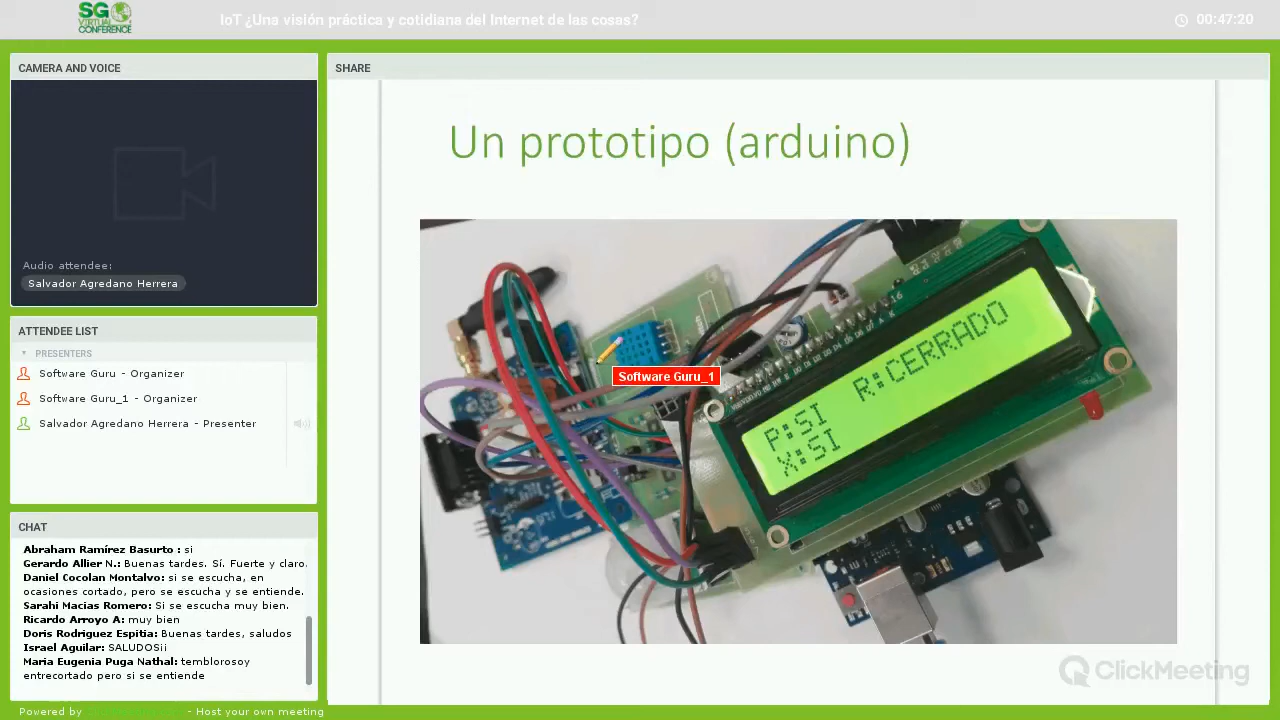 SG
VIRTUAL
CONFERENCE
IoT ¿Una visión práctica y cotidiana del Internet de las cosas?
00:47:20
CAMERA AND VOICE
Audio attendee:
Salvador Agredano Herrera
ATTENDEE LIST
PRESENTERS
Software Guru - Organizer
Software Guru_1 - Organizer
Salvador Agredano Herrera - Presenter
CHAT
Abraham Ramírez Basurto : si
Gerardo Allier N.: Buenas tardes. Sí. Fuerte y claro.
Daniel Cocolan Montalvo: si se escucha, en
ocasiones cortado, pero se escucha y se entiende.
Sarahi Macias Romero: Si se escucha muy bien.
Ricardo Arroyo A: muy bien
Doris Rodriguez Espitia: Buenas tardes, saludos
Israel Aguilar: SALUDOS¡¡
Maria Eugenia Puga Nathal: temblorosoy
entrecortado pero si se entiende
Powered by - Host your own meeting
SHARE
Un prototipo (arduino)
Software Guru_1
P:SI R:CERRADO
X:SI
ClickMeeting